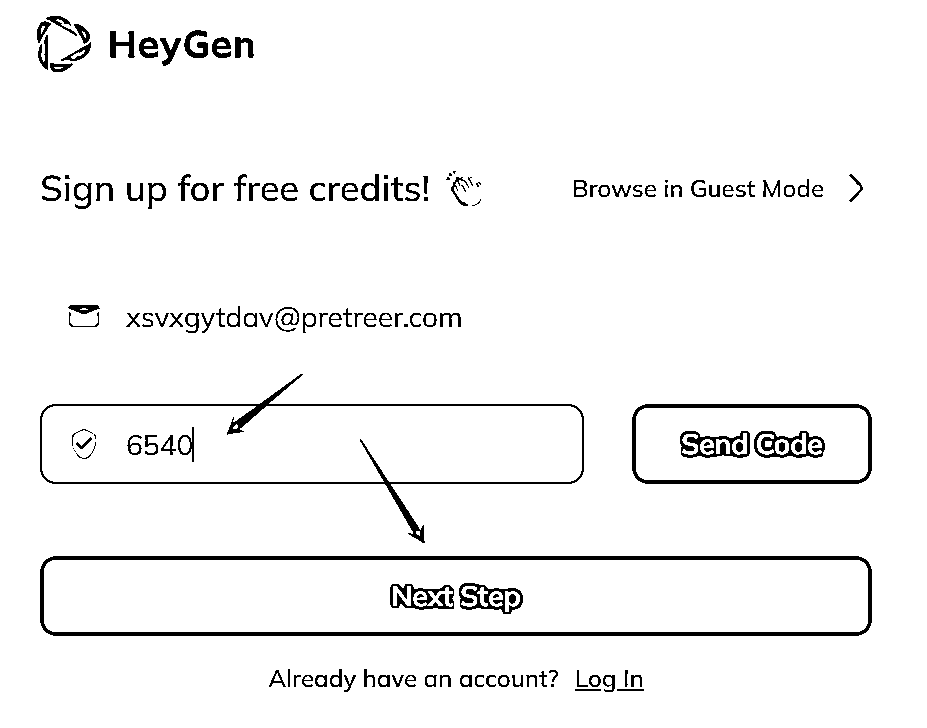 HeyGen
Sign up for free credits!
Browse in Guest Mode
xsvxgytdav@pretreer.com
6540
Send Code
Next Step
Already have an account? Log In